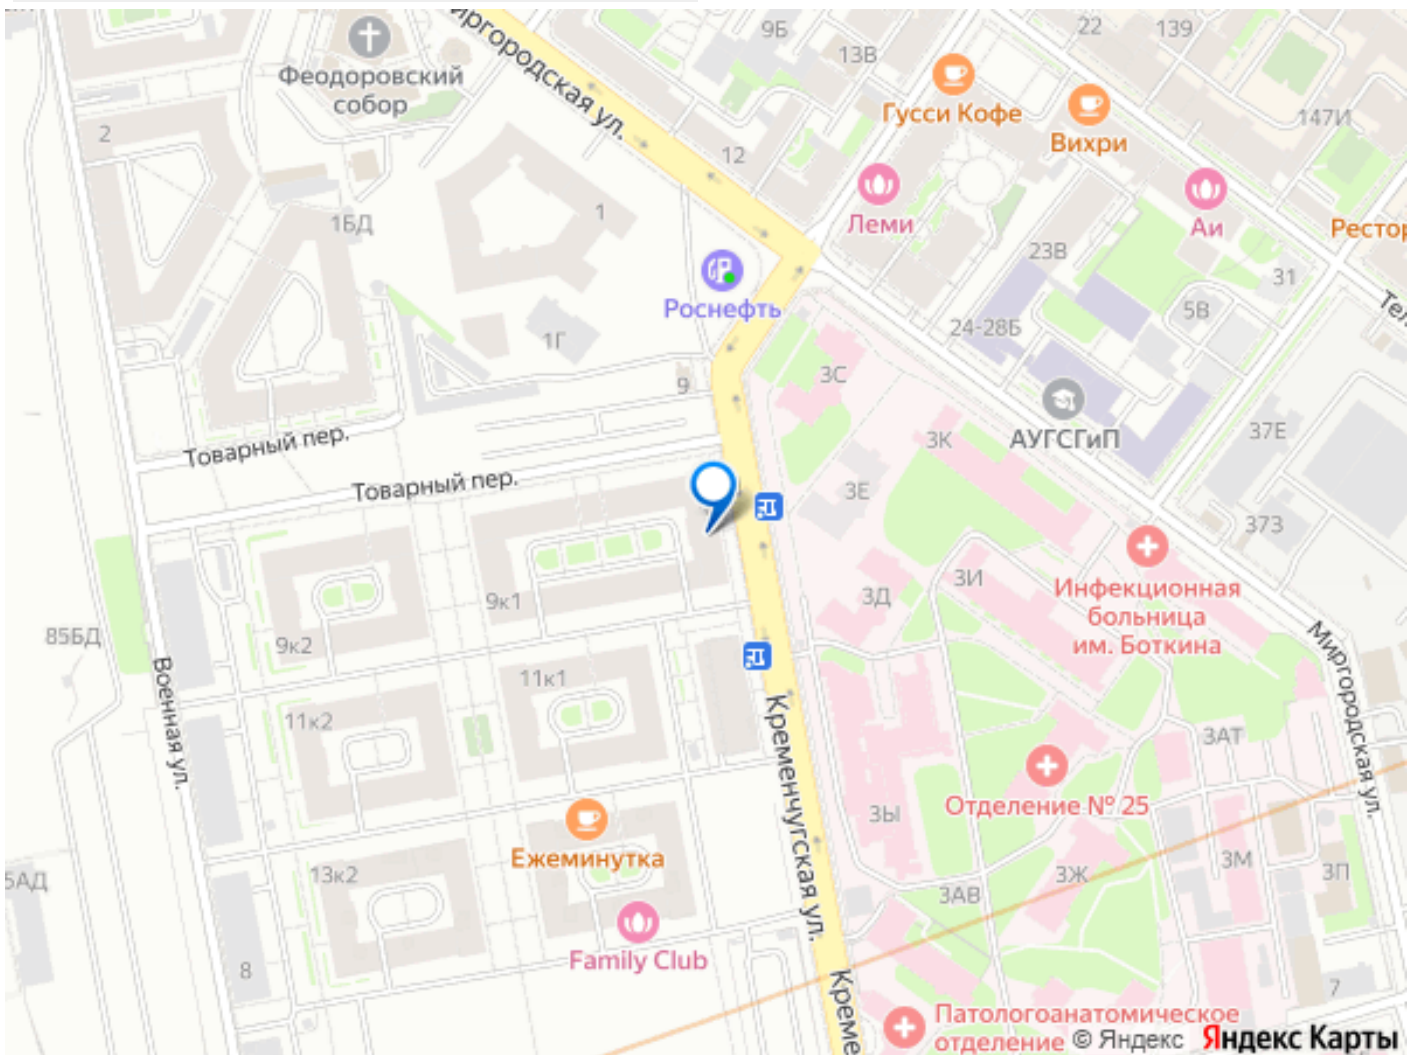 Миргородская ул.
9Б
22
139
13В
Феодоровский
собор
Гусси Кофе
Вихри
147И
2
12
Леми
Аи
Рестор
1БД
1
23В
31
Роснефть
5В
Тел
24-28Б
1Г
3С
9
37Е
3К
АУГСГиП
Товарный пер.
Товарный пер.
3Е
373
3И
Инфекционная
больница
им. Боткина
3Д
9к1
85БД
9к2
Миргородская ул.
11к1
Военная ул.
11к2
Кременчугская ул.
3АТ
Отделение № 25
3Ы
Ежеминутка
3М
3П
3Ж
13к2
5АД
3АВ
Family Club
8
Креме
7
Патологоанатомическое
отделение
© Яндекс Яндекс Карты